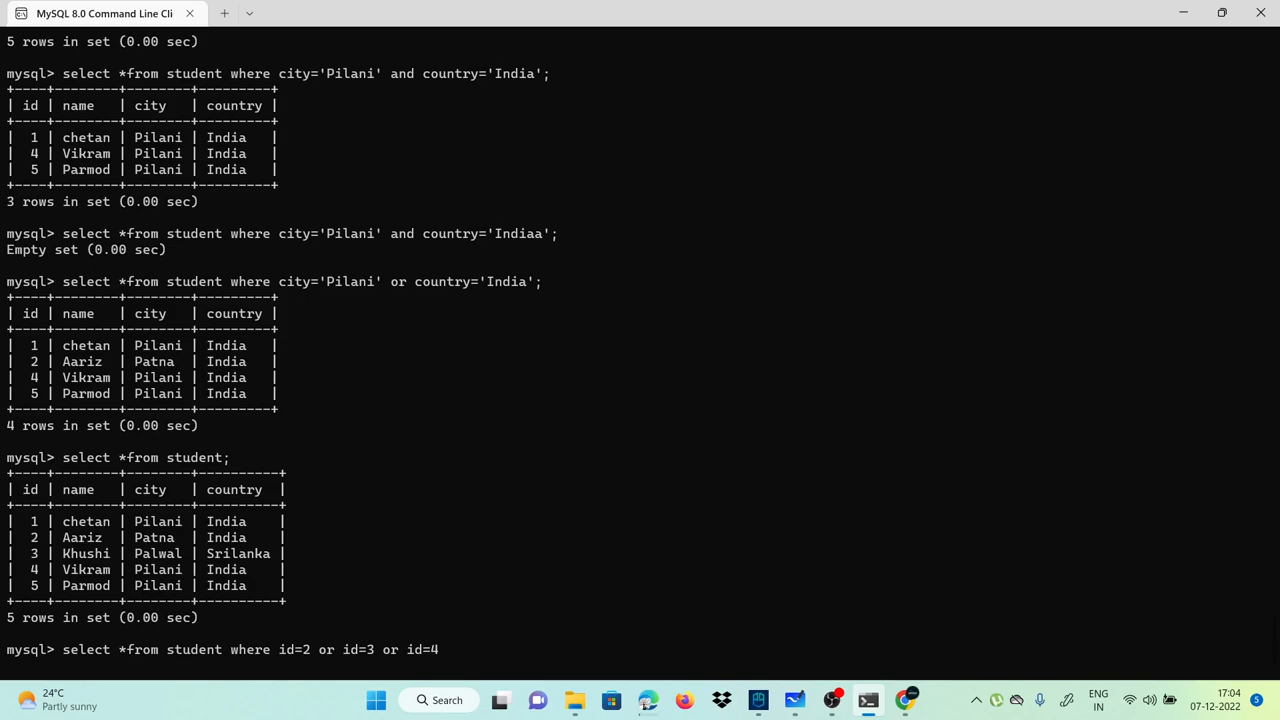 MySQL 8.0 Command Line Cli
5 rows in set (0.00 sec)
mysql> select *from student where city='Pilani' and country='India';
+----+--------+--------+---------+
| id | name   | city   | country |
+----+--------+--------+---------+
|  1 | chetan | Pilani | India   |
|  4 | Vikram | Pilani | India   |
|  5 | Parmod | Pilani | India   |
+----+--------+--------+---------+
3 rows in set (0.00 sec)
mysql> select *from student where city='Pilani' and country='Indiaa';
Empty set (0.00 sec)
mysql> select *from student where city='Pilani' or country='India';
+----+--------+--------+---------+
| id | name   | city   | country |
+----+--------+--------+---------+
|  1 | chetan | Pilani | India   |
|  2 | Aariz  | Patna  | India   |
|  4 | Vikram | Pilani | India   |
|  5 | Parmod | Pilani | India   |
+----+--------+--------+---------+
4 rows in set (0.00 sec)
mysql> select *from student;
+----+--------+--------+----------+
| id | name   | city   | country  |
+----+--------+--------+----------+
|  1 | chetan | Pilani | India    |
|  2 | Aariz  | Patna  | India    |
|  3 | Khushi | Palwal | Srilanka |
|  4 | Vikram | Pilani | India    |
|  5 | Parmod | Pilani | India    |
+----+--------+--------+----------+
5 rows in set (0.00 sec)
mysql> select *from student where id=2 or id=3 or id=4
24°C
Partly sunny
Search
ENG
IN
17:04
07-12-2022
5